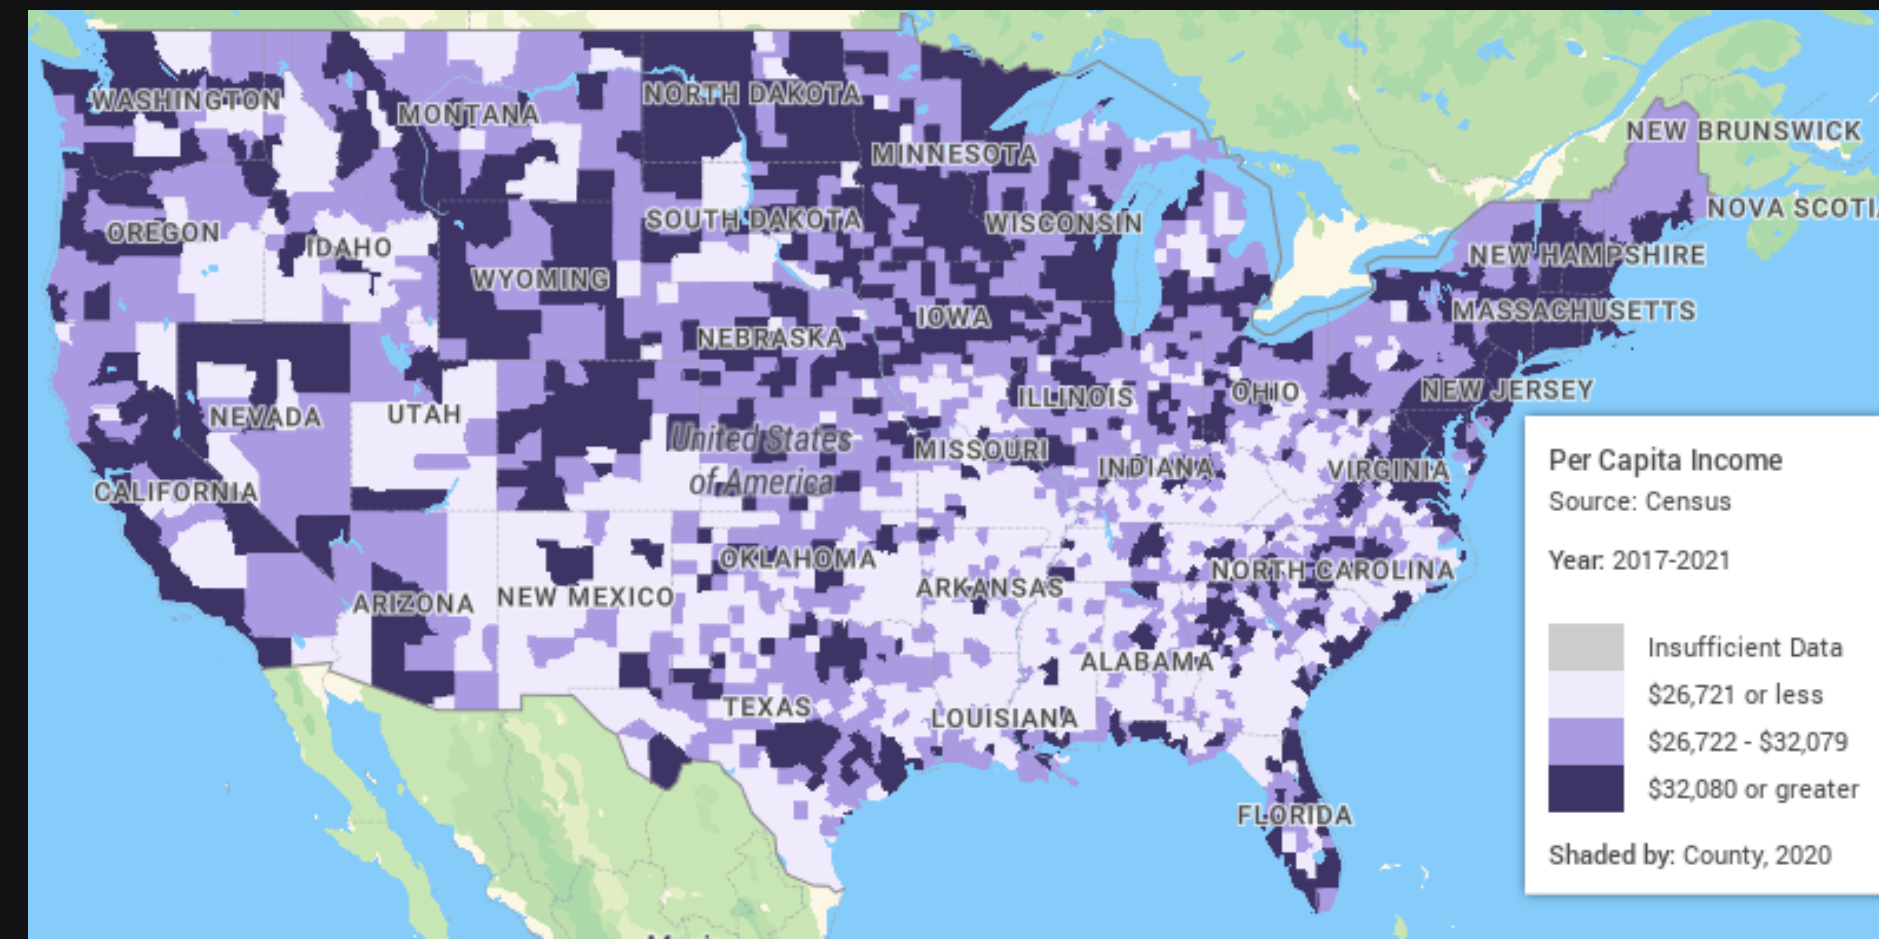 WASHINGTON
MONTANA
NORTH DAKOTA
MINNESOTA
NEW BRUNSWICK
OREGON
IDAHO
SOUTH DAKOTA
WISCONSIN
NOVA SCOTI
NEW HAMPSHIRE
WYOMING
IOWA
MASSACHUSETTS
NEBRASKA
NEVADA
UTAH
ILLINOIS
OHIO
NEW JERSEY
United States
of America
MISSOURI
INDIANA
VIRGINIA
CALIFORNIA
OKLAHOMA
ARKANSAS
NORTH CAROLINA
ARIZONA
NEW MEXICO
ALABAMA
TEXAS
LOUISIANA
FLORIDA
Per Capita Income
Source: Census
Year: 2017-2021
Insufficient Data
$26,721 or less
$26,722 - $32,079
$32,080 or greater
Shaded by: County, 2020